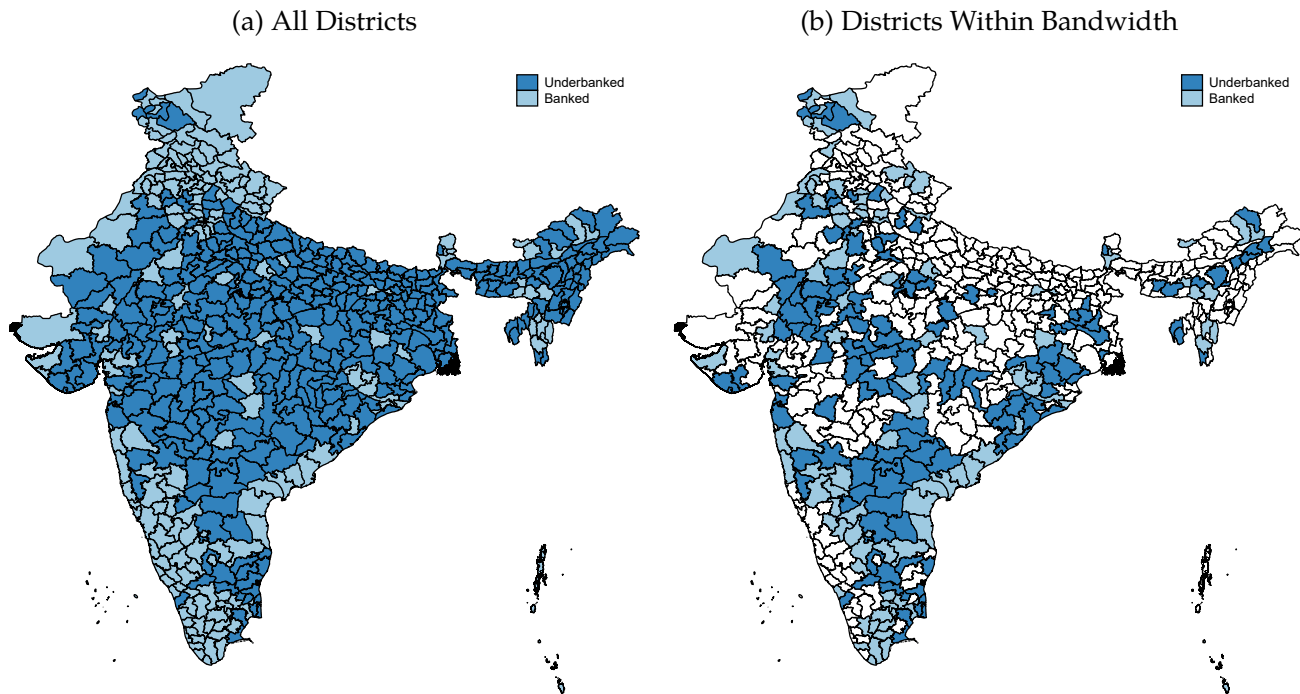 (a) All Districts
Underbanked
Banked
(b) Districts Within Bandwidth
Underbanked
Banked